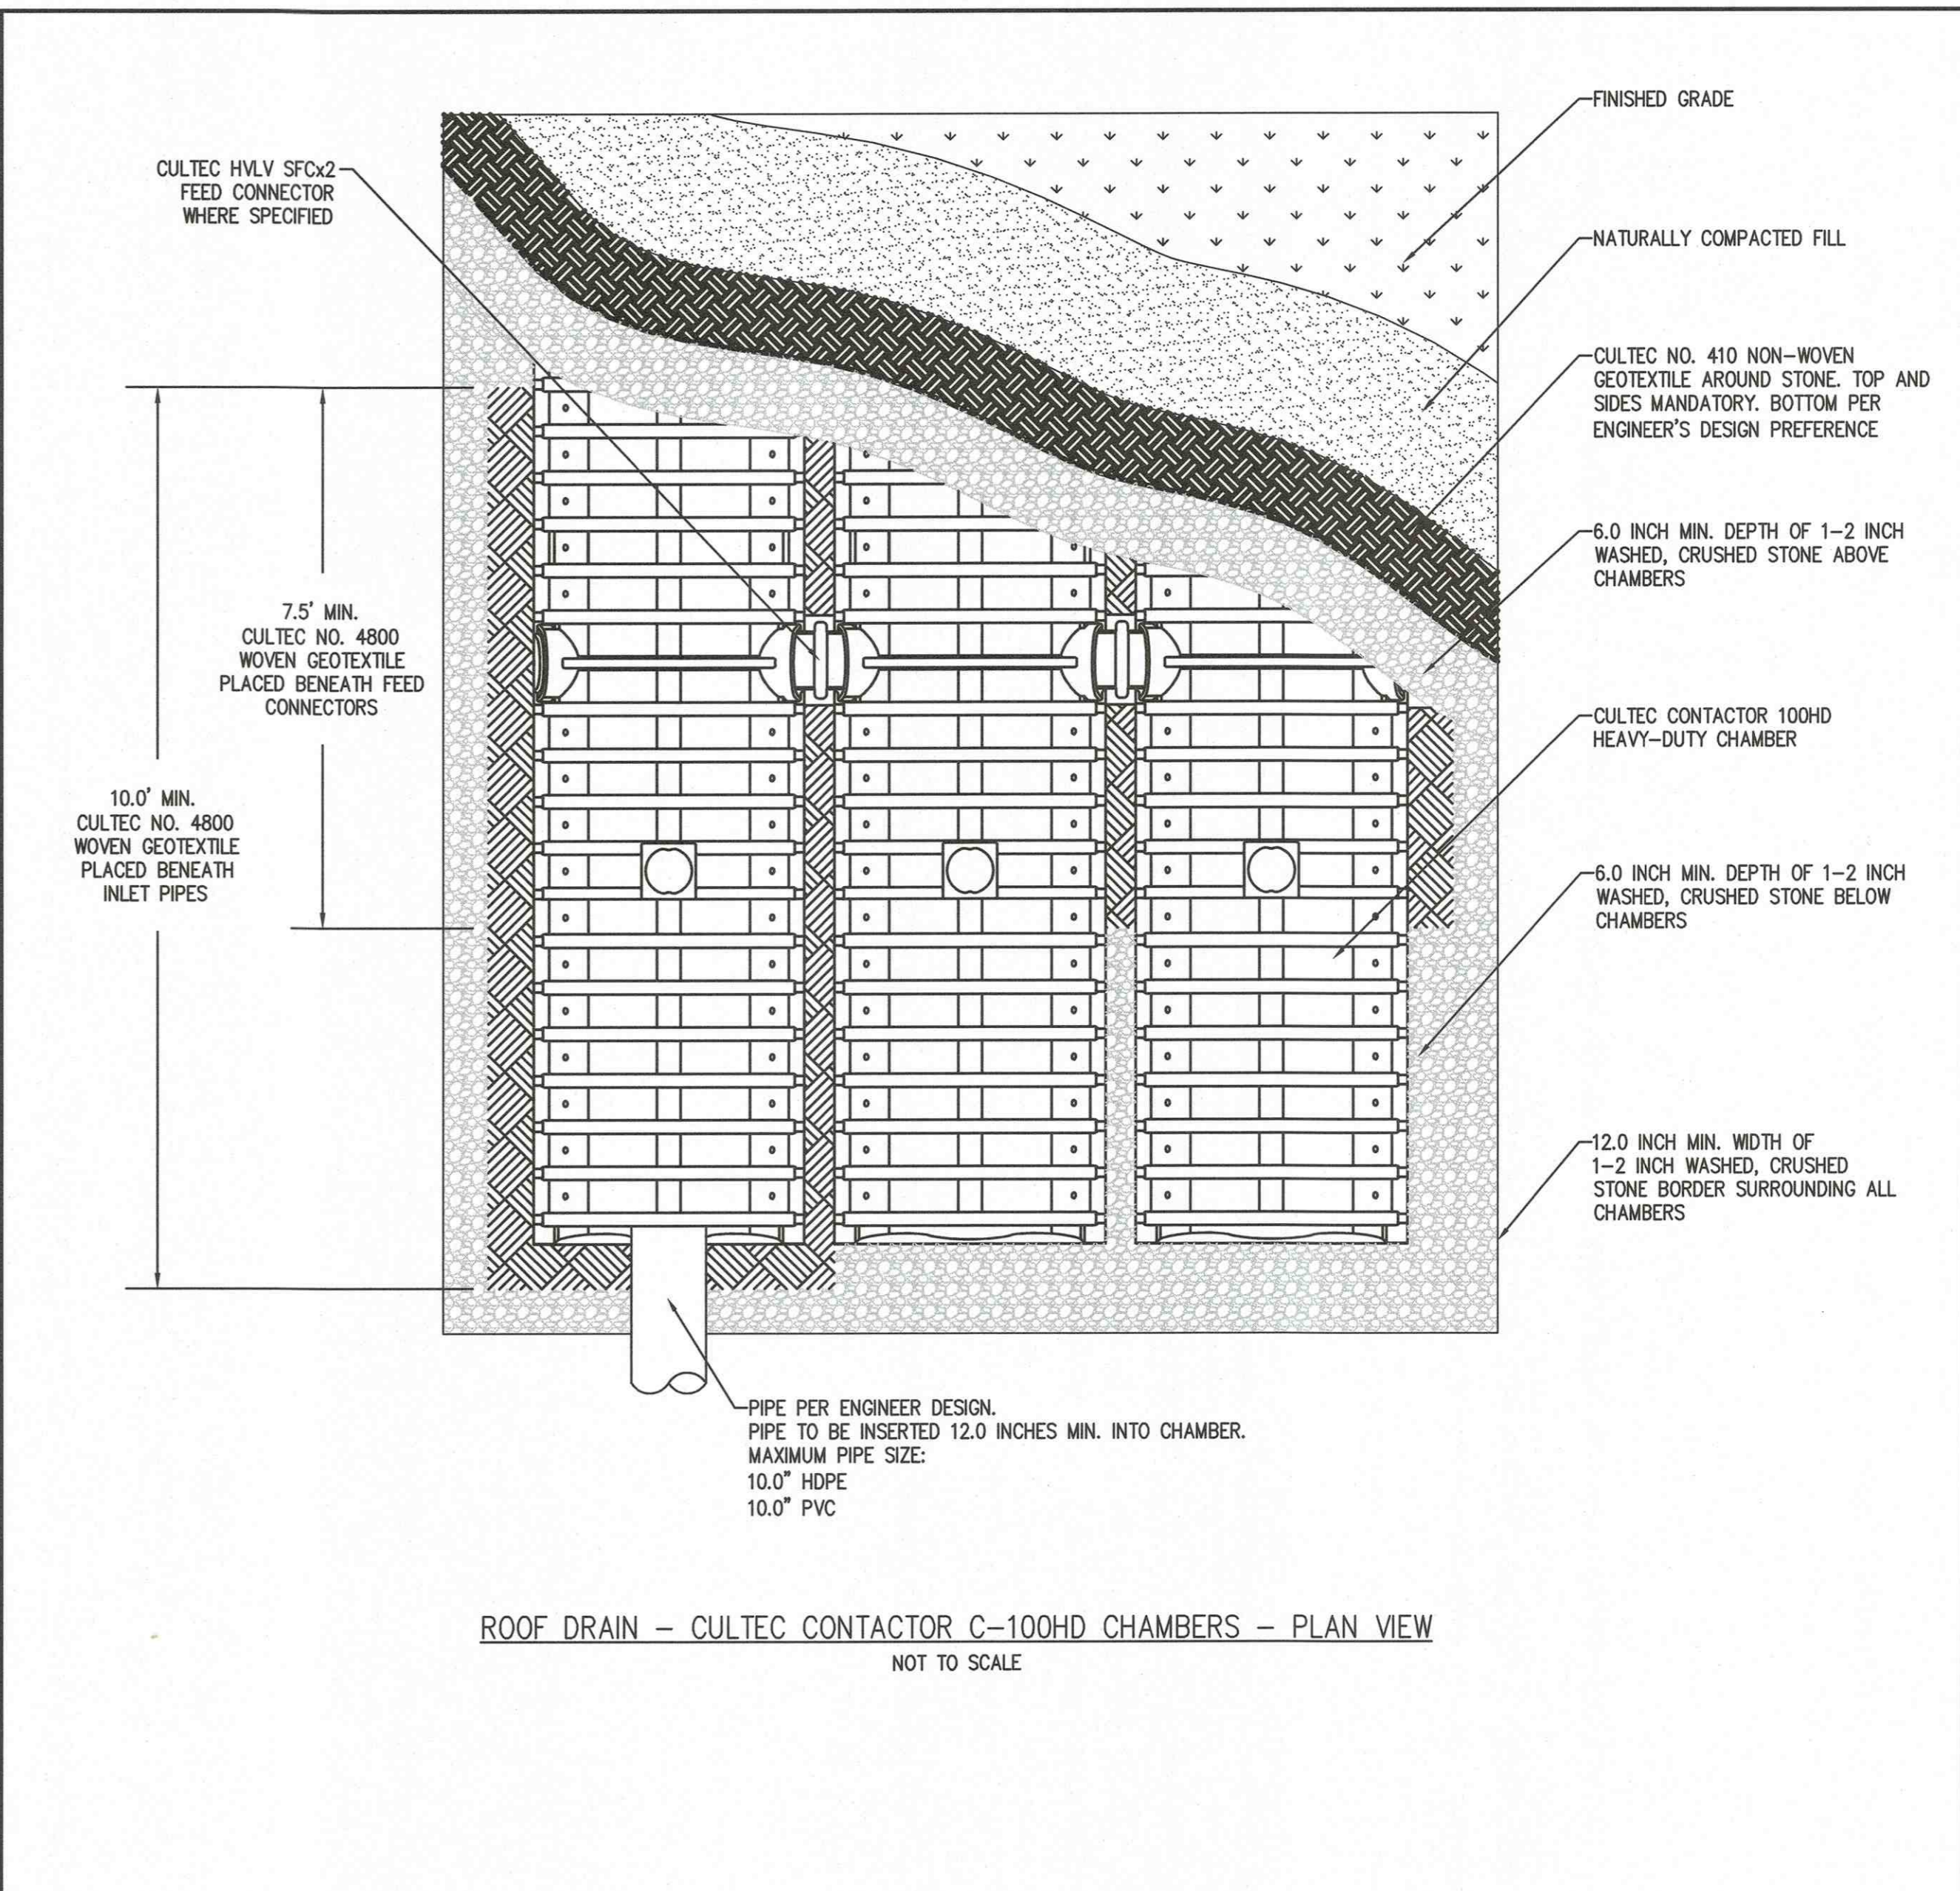 FINISHED GRADE
CULTEC HVLV SFCx2
FEED CONNECTOR
WHERE SPECIFIED
NATURALLY COMPACTED FILL
CULTEC NO. 410 NON-WOVEN
GEOTEXTILE AROUND STONE. TOP AND
SIDES MANDATORY. BOTTOM PER
ENGINEER'S DESIGN PREFERENCE
6.0 INCH MIN. DEPTH OF 1-2 INCH
WASHED, CRUSHED STONE ABOVE
CHAMBERS
7.5' MIN.
CULTEC NO. 4800
WOVEN GEOTEXTILE
PLACED BENEATH FEED
CONNECTORS
CULTEC CONTACTOR 100HD
HEAVY-DUTY CHAMBER
10.0' MIN.
CULTEC NO. 4800
WOVEN GEOTEXTILE
PLACED BENEATH
INLET PIPES
6.0 INCH MIN. DEPTH OF 1-2 INCH
WASHED, CRUSHED STONE BELOW
CHAMBERS
12.0 INCH MIN. WIDTH OF
1-2 INCH WASHED, CRUSHED
STONE BORDER SURROUNDING ALL
CHAMBERS
PIPE PER ENGINEER DESIGN.
PIPE TO BE INSERTED 12.0 INCHES MIN. INTO CHAMBER.
MAXIMUM PIPE SIZE:
10.0" HDPE
10.0" PVC
ROOF DRAIN - CULTEC CONTACTOR C-100HD CHAMBERS - PLAN VIEW
NOT TO SCALE